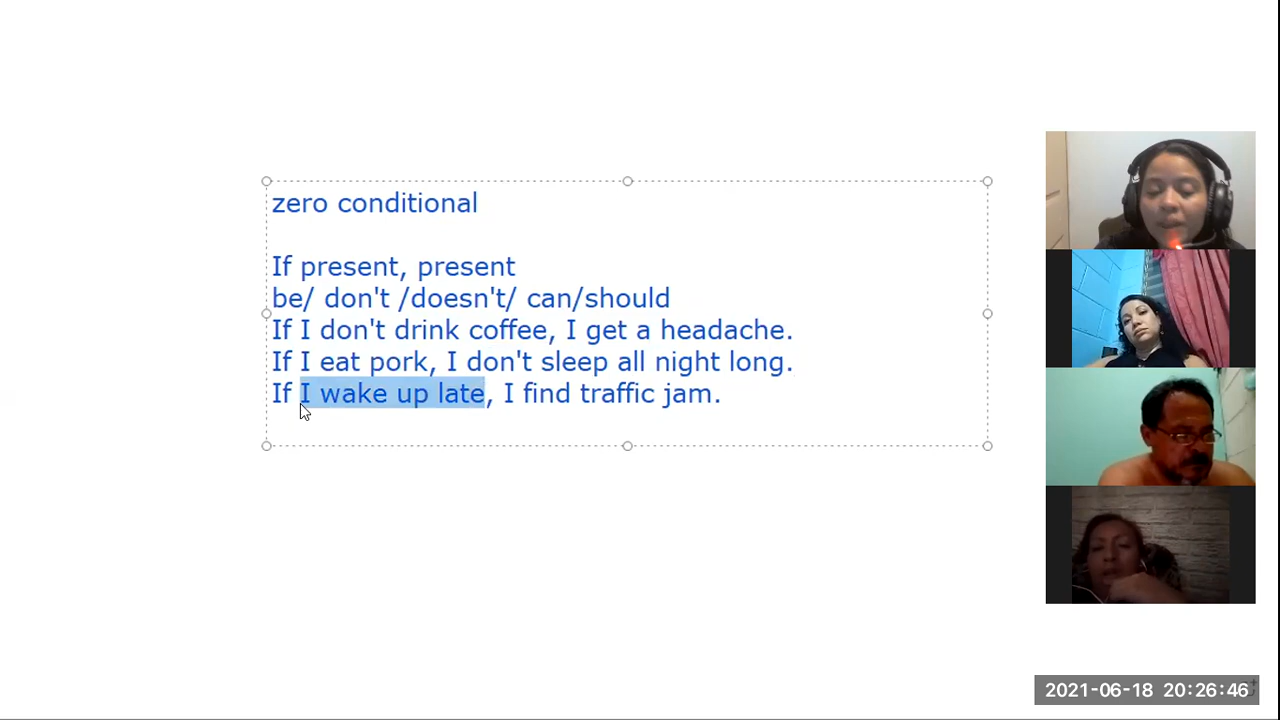 zero conditional
If present, present
be/ don't /doesn't/ can/should
If I don't drink coffee, I get a headache.
If I eat pork, I don't sleep all night long.
If I wake up late, I find traffic jam.
2021-06-18 20:26:46